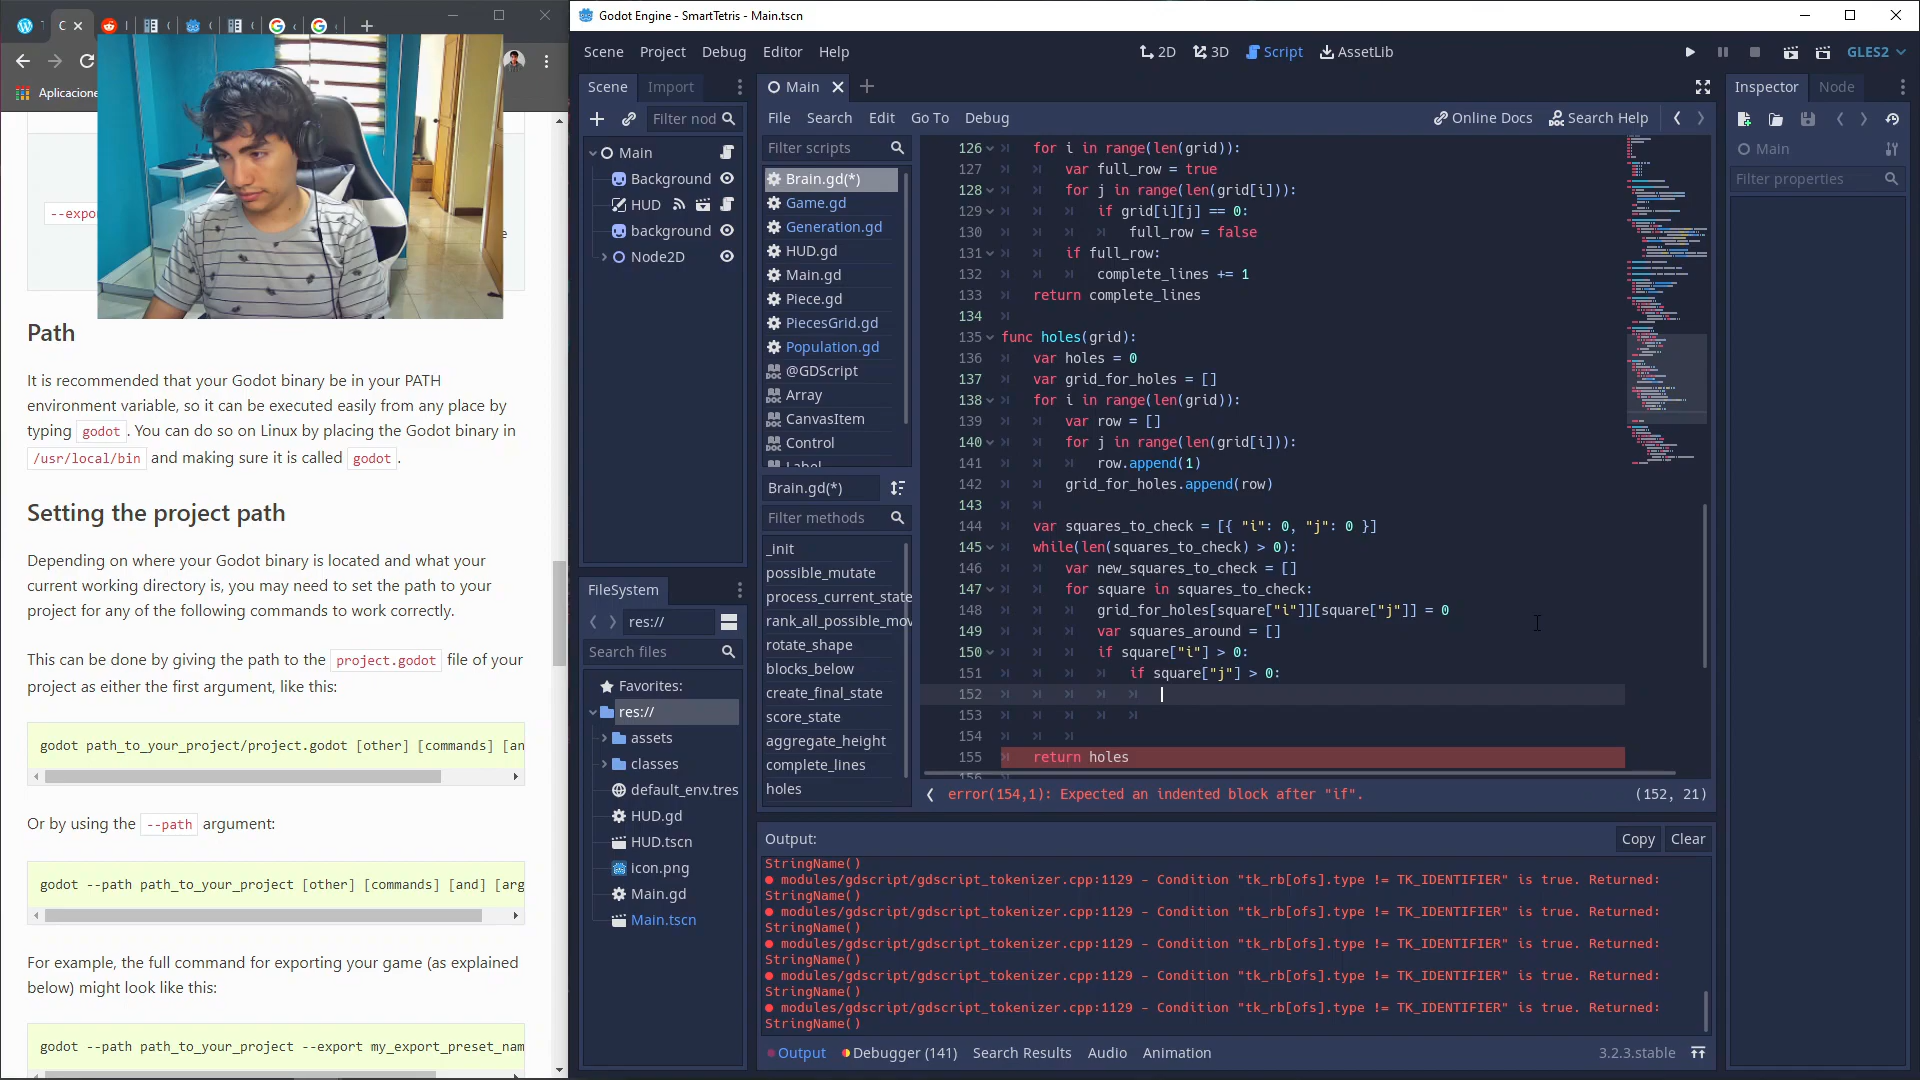 C
Aplicacione
--expor
e
Path
It is recommended that your Godot binary be in your PATH
environment variable, so it can be executed easily from any place by
typing godot. You can do so on Linux by placing the Godot binary in
/usr/local/bin and making sure it is called godot.
Setting the project path
Depending on where your Godot binary is located and what your
current working directory is, you may need to set the path to your
project for any of the following commands to work correctly.
This can be done by giving the path to the project.godot file of your
project as either the first argument, like this:
godot path_to_your_project/project.godot [other] [commands] [an
Or by using the --path argument:
godot --path path_to_your_project [other] [commands] [and] [arg
For example, the full command for exporting your game (as explained
below) might look like this:
godot --path path_to_your_project --export my_export_preset_nam
Godot Engine - SmartTetris - Main.tscn
Scene Project Debug Editor Help
2D 3D Script AssetLib
GLES2
Scene Import
Filter nod
Main
Background
HUD
background
Node2D
FileSystem
res://
Search files
Favorites:
res://
assets
classes
default_env.tres
HUD.gd
HUD.tscn
icon.png
Main.gd
Main.tscn
Main
File Search Edit Go To Debug
Online Docs Search Help
Filter scripts
Brain.gd(*)
Game.gd
Generation.gd
HUD.gd
Main.gd
Piece.gd
PiecesGrid.gd
Population.gd
@GDScript
Array
CanvasItem
Control
Label
Brain.gd(*)
Filter methods
_init
possible_mutate
process_current_state
rank_all_possible_mov
rotate_shape
blocks_below
create_final_state
score_state
aggregate_height
complete_lines
holes
126 for i in range(len(grid)):
127 var full_row = true
128 for j in range(len(grid[i])):
129 if grid[i][j] == 0:
130 full_row = false
131 if full_row:
132 complete_lines += 1
133 return complete_lines
134
135 func holes(grid):
136 var holes = 0
137 var grid_for_holes = []
138 for i in range(len(grid)):
139 var row = []
140 for j in range(len(grid[i])):
141 row.append(1)
142 grid_for_holes.append(row)
143
144 var squares_to_check = [{ "i": 0, "j": 0 }]
145 while(len(squares_to_check) > 0):
146 var new_squares_to_check = []
147 for square in squares_to_check:
148 grid_for_holes[square["i"]][square["j"]] = 0
149 var squares_around = []
150 if square["i"] > 0:
151 if square["j"] > 0:
152
153
154
155 return holes
156
error(154,1): Expected an indented block after "if".
(152, 21)
Output:
Copy Clear
StringName()
modules/gdscript/gdscript_tokenizer.cpp:1129 - Condition "tk_rb[ofs].type != TK_IDENTIFIER" is true. Returned:
StringName()
modules/gdscript/gdscript_tokenizer.cpp:1129 - Condition "tk_rb[ofs].type != TK_IDENTIFIER" is true. Returned:
StringName()
modules/gdscript/gdscript_tokenizer.cpp:1129 - Condition "tk_rb[ofs].type != TK_IDENTIFIER" is true. Returned:
StringName()
modules/gdscript/gdscript_tokenizer.cpp:1129 - Condition "tk_rb[ofs].type != TK_IDENTIFIER" is true. Returned:
StringName()
modules/gdscript/gdscript_tokenizer.cpp:1129 - Condition "tk_rb[ofs].type != TK_IDENTIFIER" is true. Returned:
StringName()
Output Debugger (141) Search Results Audio Animation
3.2.3.stable
Inspector Node
Main
Filter properties